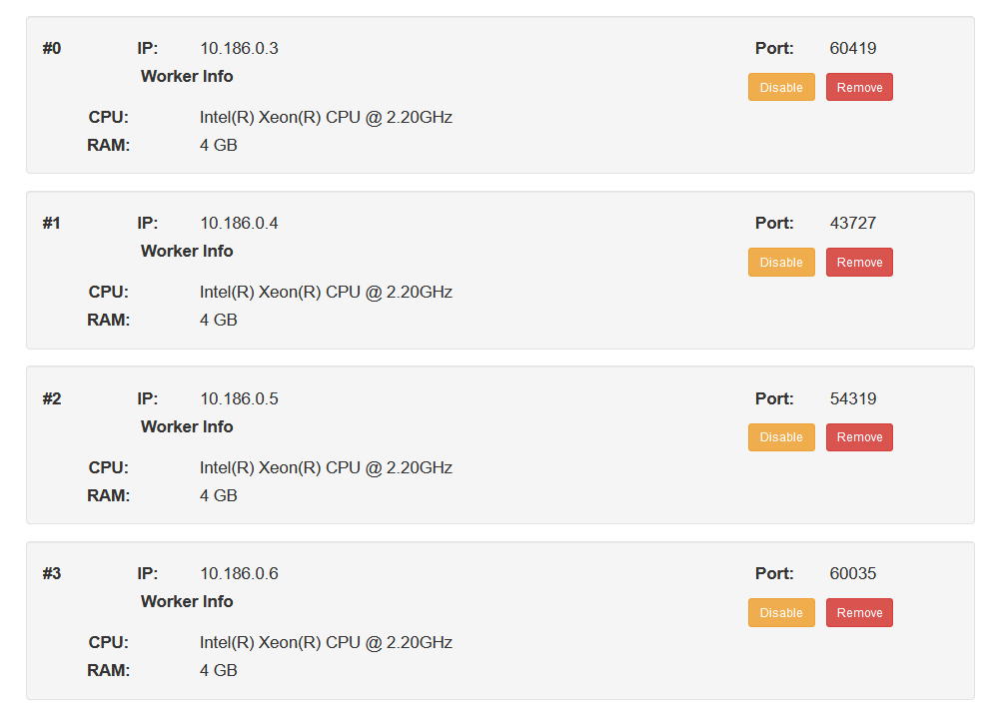 #0 IP: 10.186.0.3 Port: 60419
Worker Info Disable Remove
CPU: Intel(R) Xeon(R) CPU @ 2.20GHz
RAM: 4 GB
#1 IP: 10.186.0.4 Port: 43727
Worker Info Disable Remove
CPU: Intel(R) Xeon(R) CPU @ 2.20GHz
RAM: 4 GB
#2 IP: 10.186.0.5 Port: 54319
Worker Info Disable Remove
CPU: Intel(R) Xeon(R) CPU @ 2.20GHz
RAM: 4 GB
#3 IP: 10.186.0.6 Port: 60035
Worker Info Disable Remove
CPU: Intel(R) Xeon(R) CPU @ 2.20GHz
RAM: 4 GB